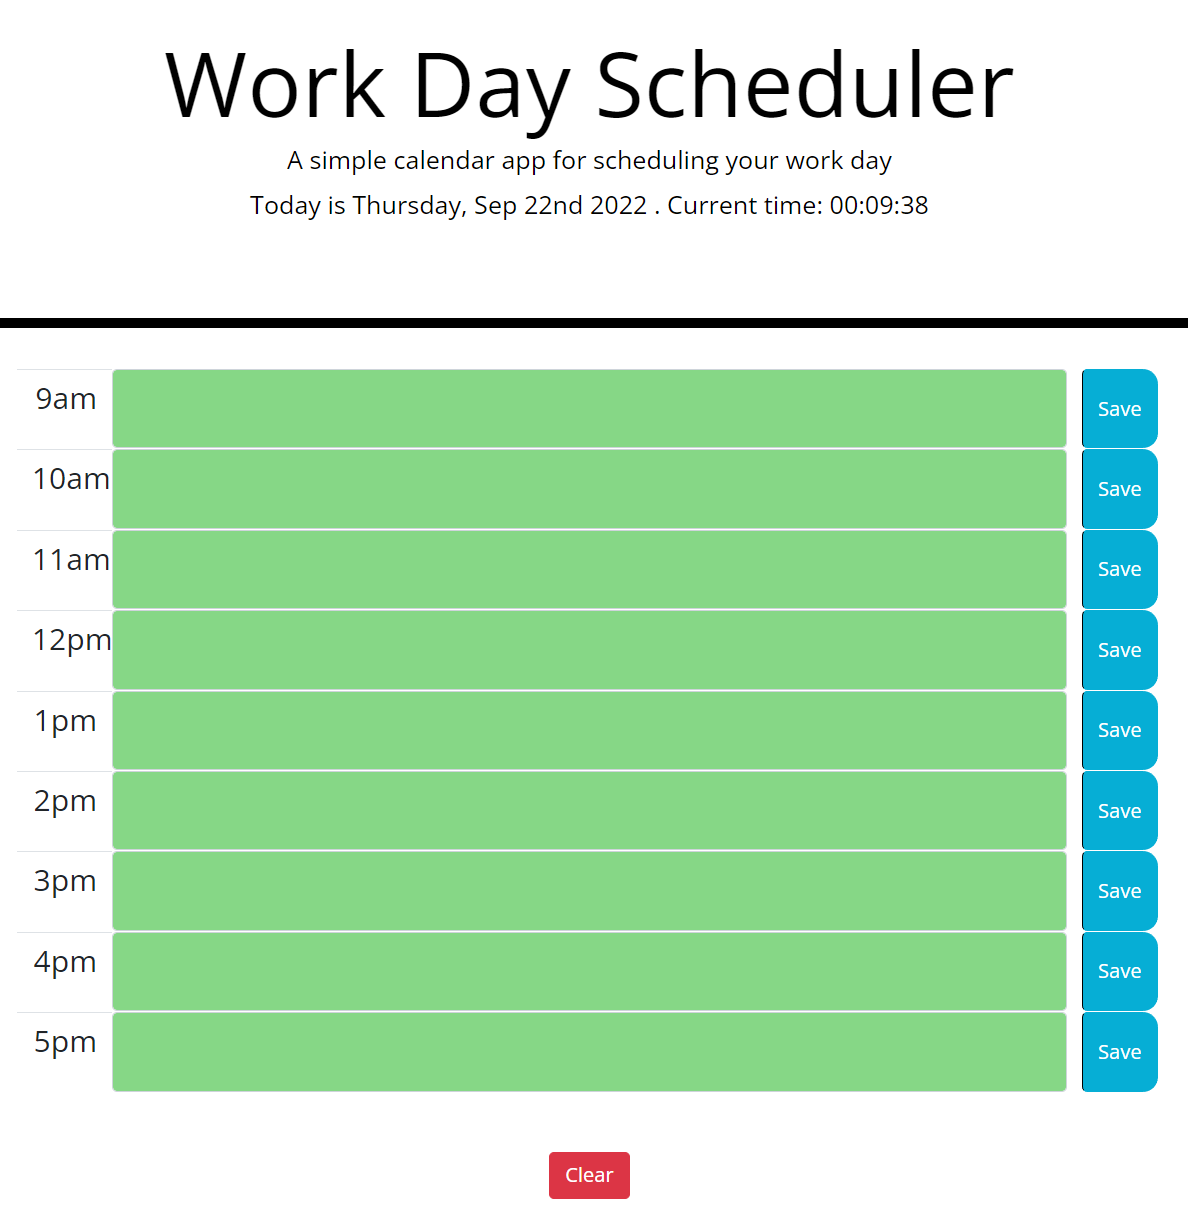 Work Day Scheduler
A simple calendar app for scheduling your work day
Today is Thursday, Sep 22nd 2022 . Current time: 00:09:38
9am Save
10am Save
11am Save
12pm Save
1pm Save
2pm Save
3pm Save
4pm Save
5pm Save
Clear